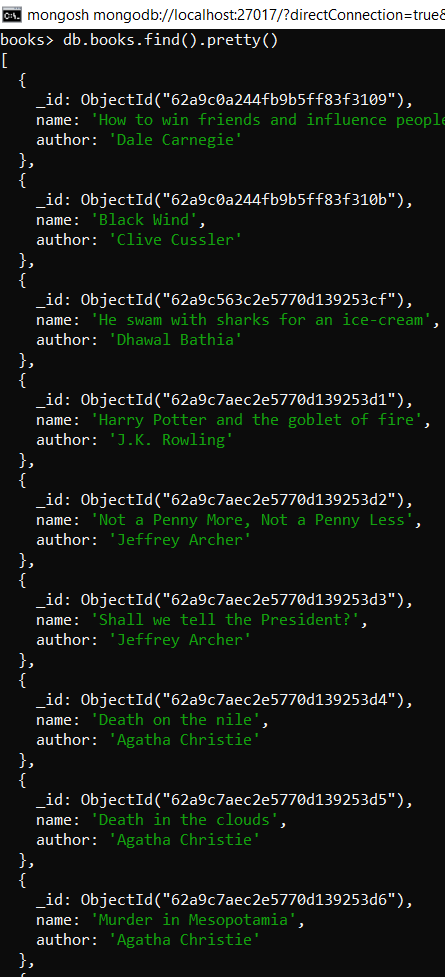 mongosh mongodb://localhost:27017/?directConnection=true&
books> db.books.find().pretty()
[
  {
    _id: ObjectId("62a9c0a244fb9b5ff83f3109"),
    name: 'How to win friends and influence people
    author: 'Dale Carnegie'
  },
  {
    _id: ObjectId("62a9c0a244fb9b5ff83f310b"),
    name: 'Black Wind',
    author: 'Clive Cussler'
  },
  {
    _id: ObjectId("62a9c563c2e5770d139253cf"),
    name: 'He swam with sharks for an ice-cream',
    author: 'Dhawal Bathia'
  },
  {
    _id: ObjectId("62a9c7aec2e5770d139253d1"),
    name: 'Harry Potter and the goblet of fire',
    author: 'J.K. Rowling'
  },
  {
    _id: ObjectId("62a9c7aec2e5770d139253d2"),
    name: 'Not a Penny More, Not a Penny Less',
    author: 'Jeffrey Archer'
  },
  {
    _id: ObjectId("62a9c7aec2e5770d139253d3"),
    name: 'Shall we tell the President?',
    author: 'Jeffrey Archer'
  },
  {
    _id: ObjectId("62a9c7aec2e5770d139253d4"),
    name: 'Death on the nile',
    author: 'Agatha Christie'
  },
  {
    _id: ObjectId("62a9c7aec2e5770d139253d5"),
    name: 'Death in the clouds',
    author: 'Agatha Christie'
  },
  {
    _id: ObjectId("62a9c7aec2e5770d139253d6"),
    name: 'Murder in Mesopotamia',
    author: 'Agatha Christie'
  },